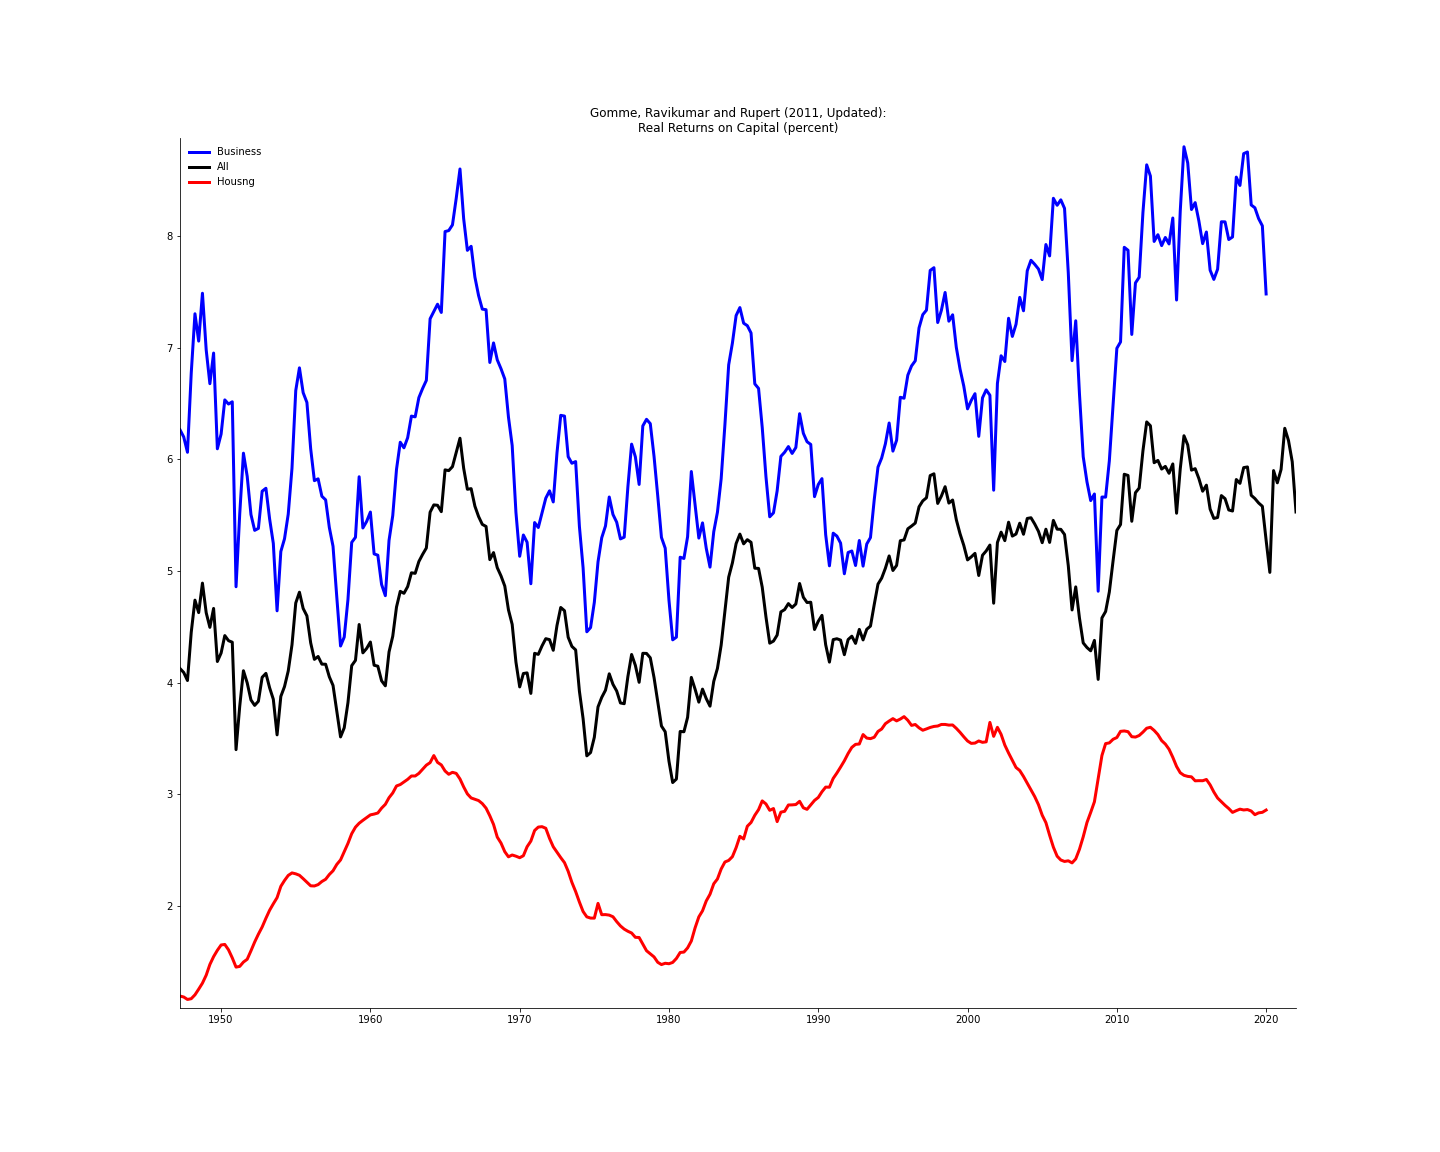 Gomme, Ravikumar and Rupert (2011, Updated):
Real Returns on Capital (percent)
Business
All
Housng
8
7
6
5
4
3
2
1950 1960 1970 1980 1990 2000 2010 2020